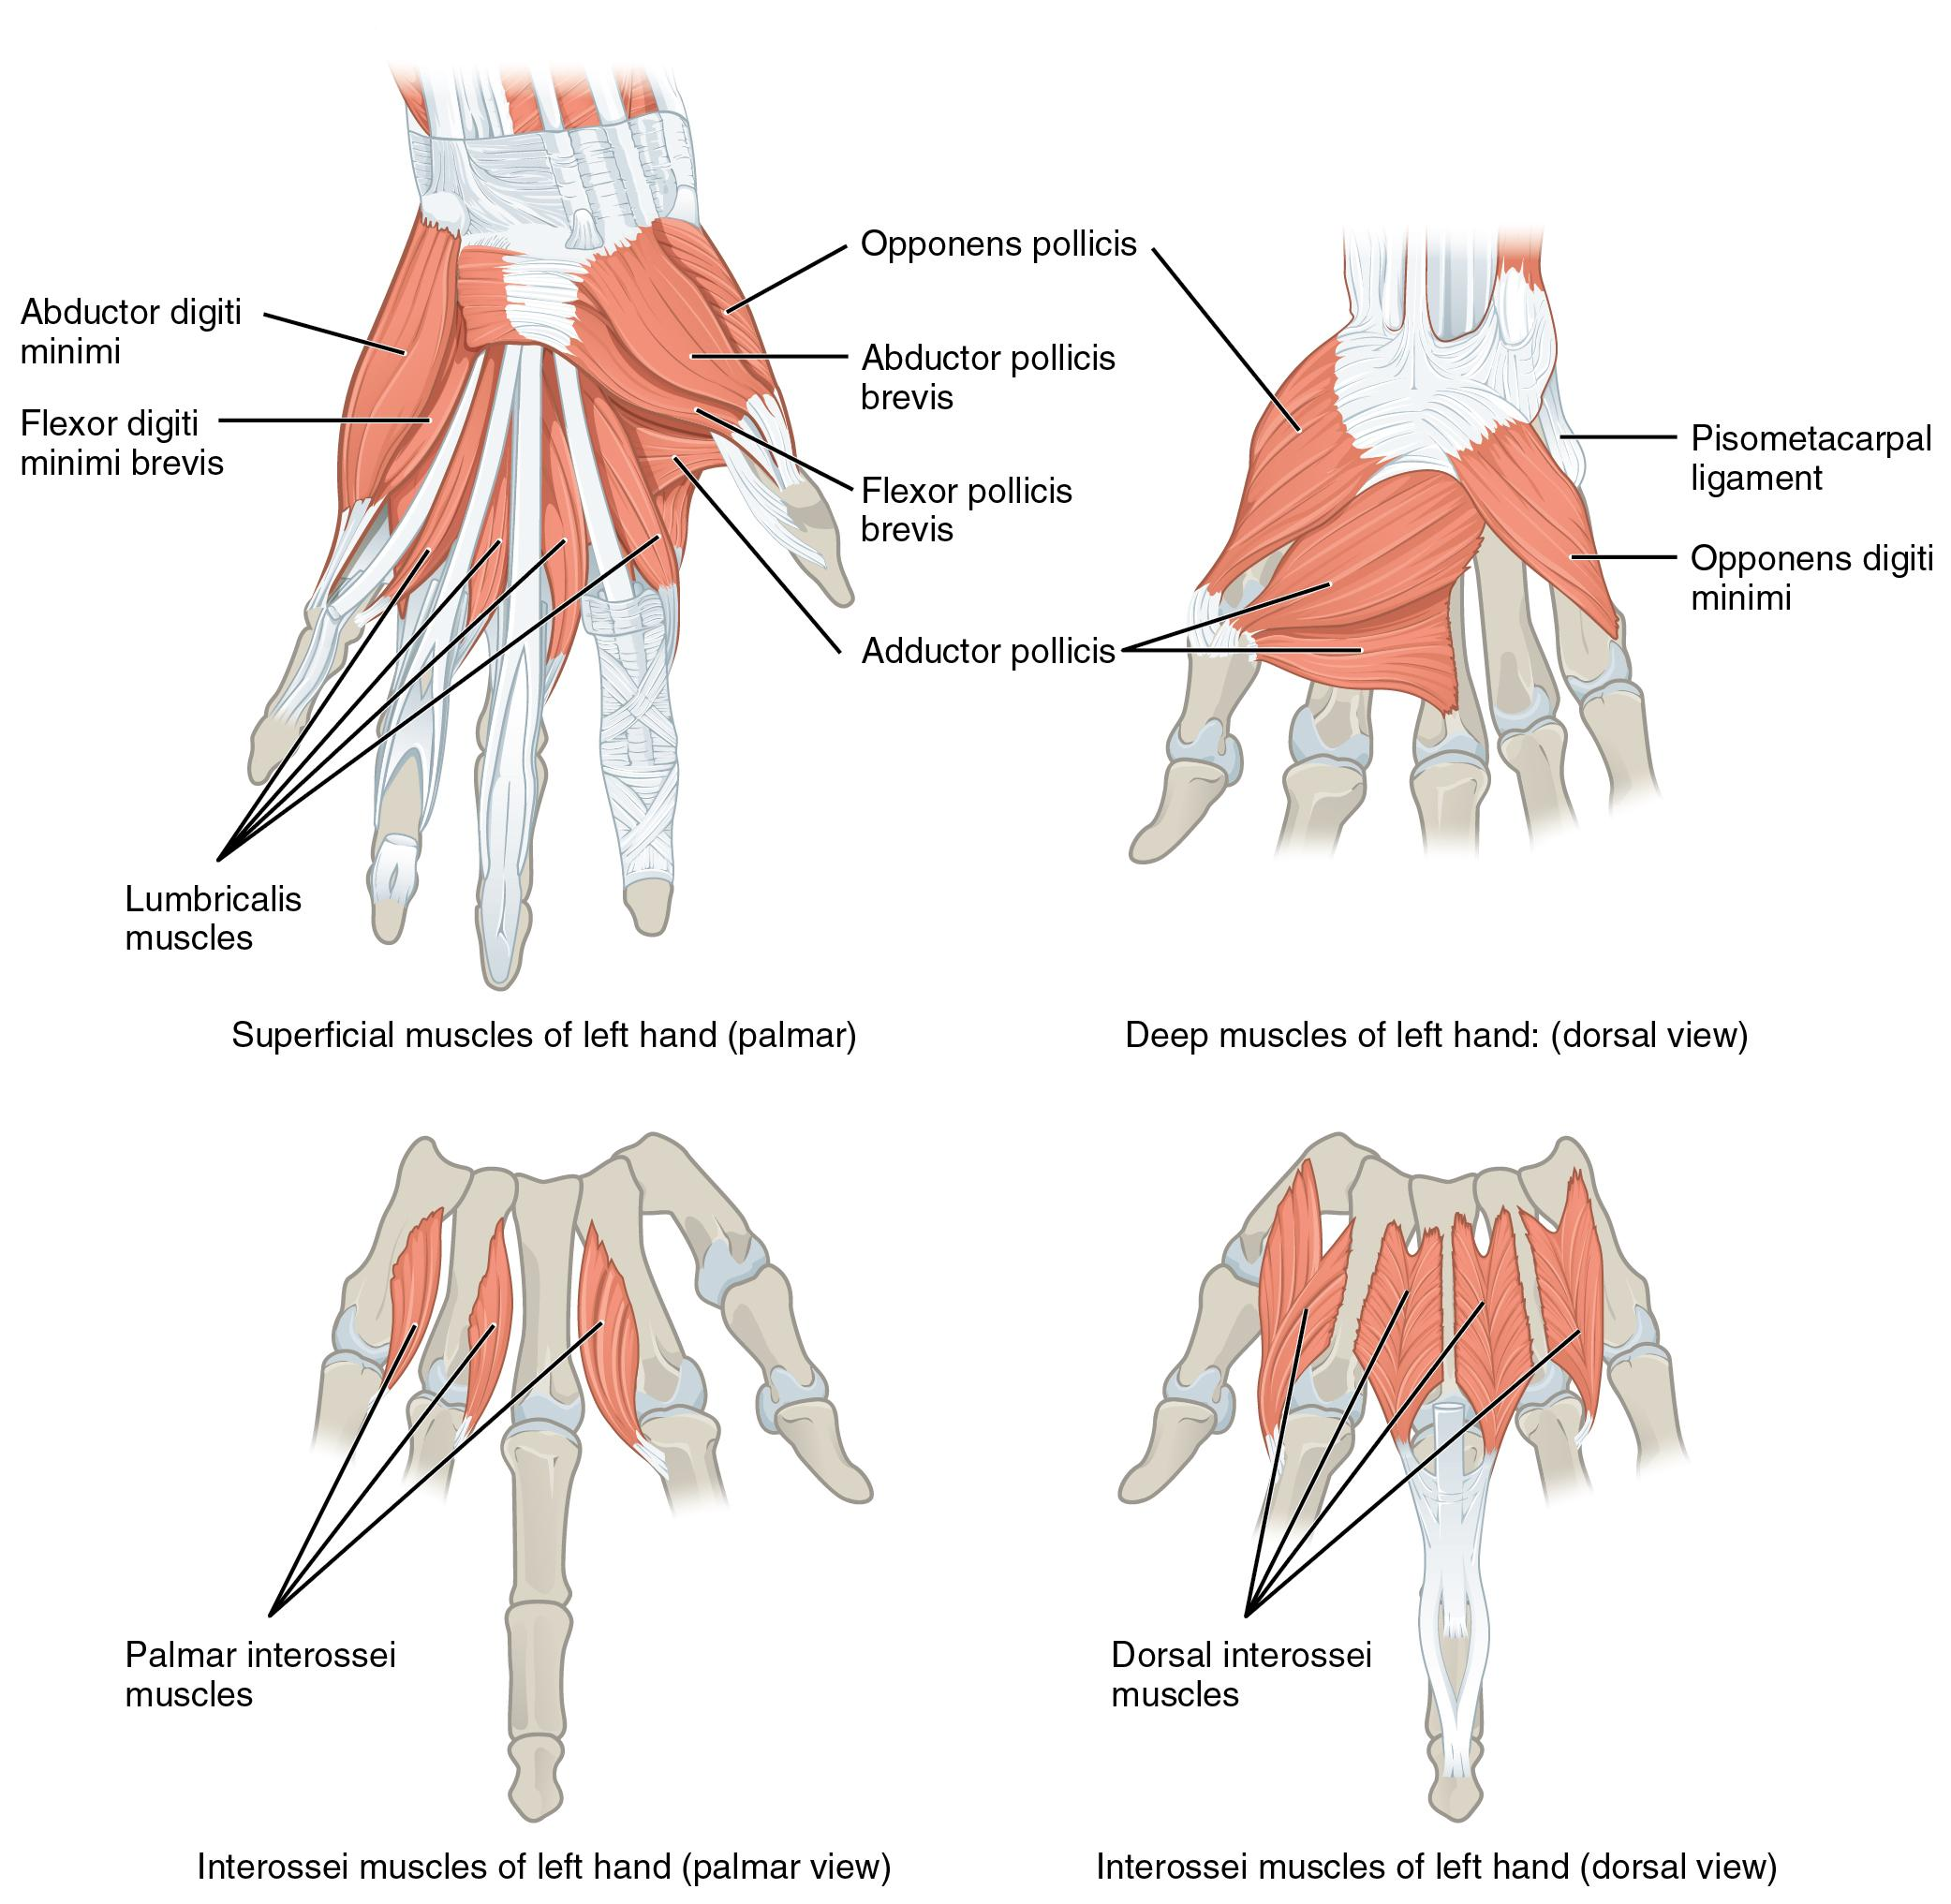 Opponens pollicis
Abductor digiti
minimi
Abductor pollicis
brevis
Flexor digiti
minimi brevis
Pisometacarpal
ligament
Flexor pollicis
brevis
Opponens digiti
minimi
Adductor pollicis
Lumbricalis
muscles
Superficial muscles of left hand (palmar)
Deep muscles of left hand: (dorsal view)
Palmar interossei
muscles
Dorsal interossei
muscles
Interossei muscles of left hand (palmar view)
Interossei muscles of left hand (dorsal view)